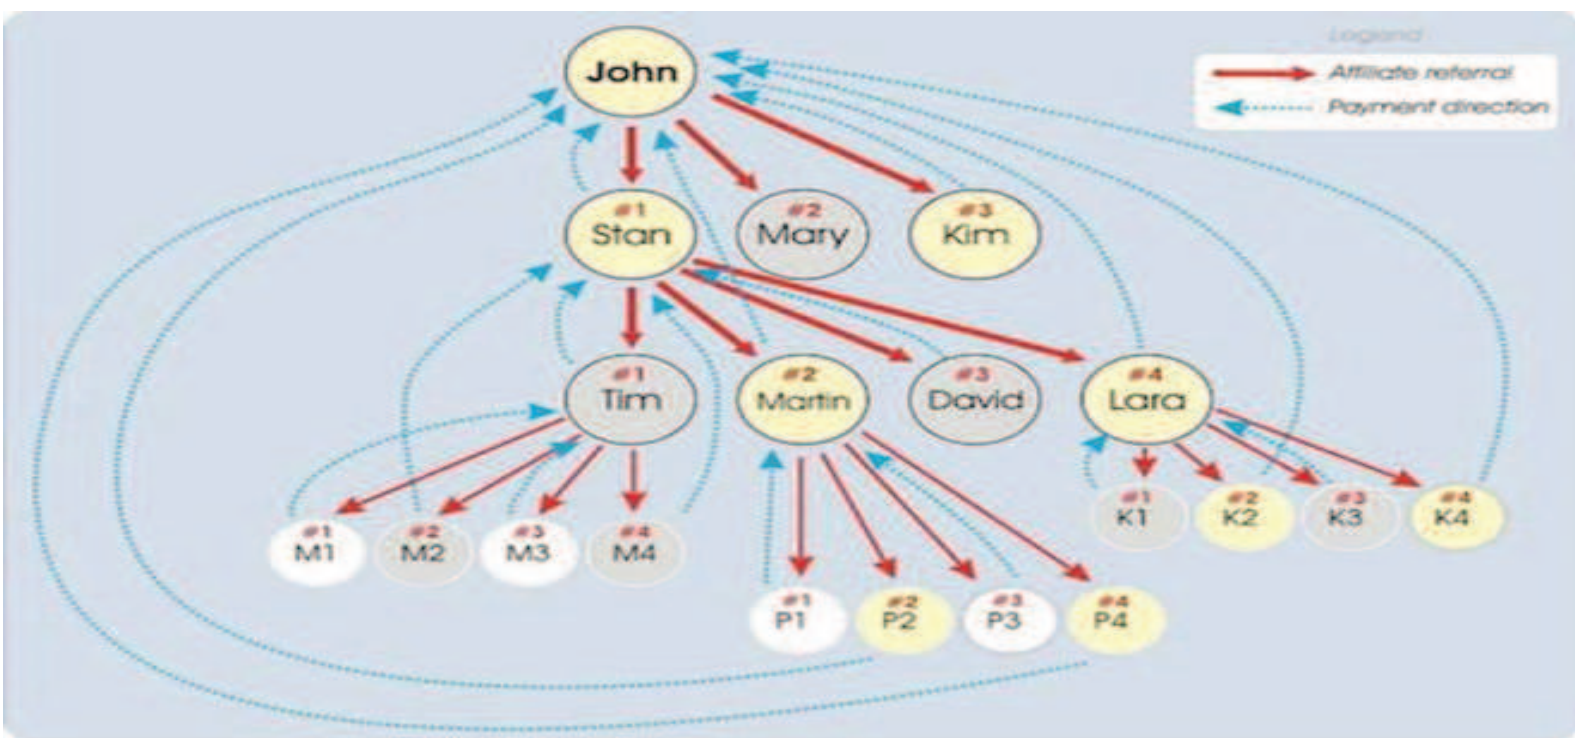 Legland
Affiliate referral
Payment direction
John
#1
Stan
#2
Mary
#3
Kim
#1
Tim
#2
Martin
#3
David
#4
Lara
#1
M1
#2
M2
#3
M3
#4
M4
#1
P1
#2
P2
#3
P3
#4
P4
#1
K1
#2
K2
#3
K3
#4
K4